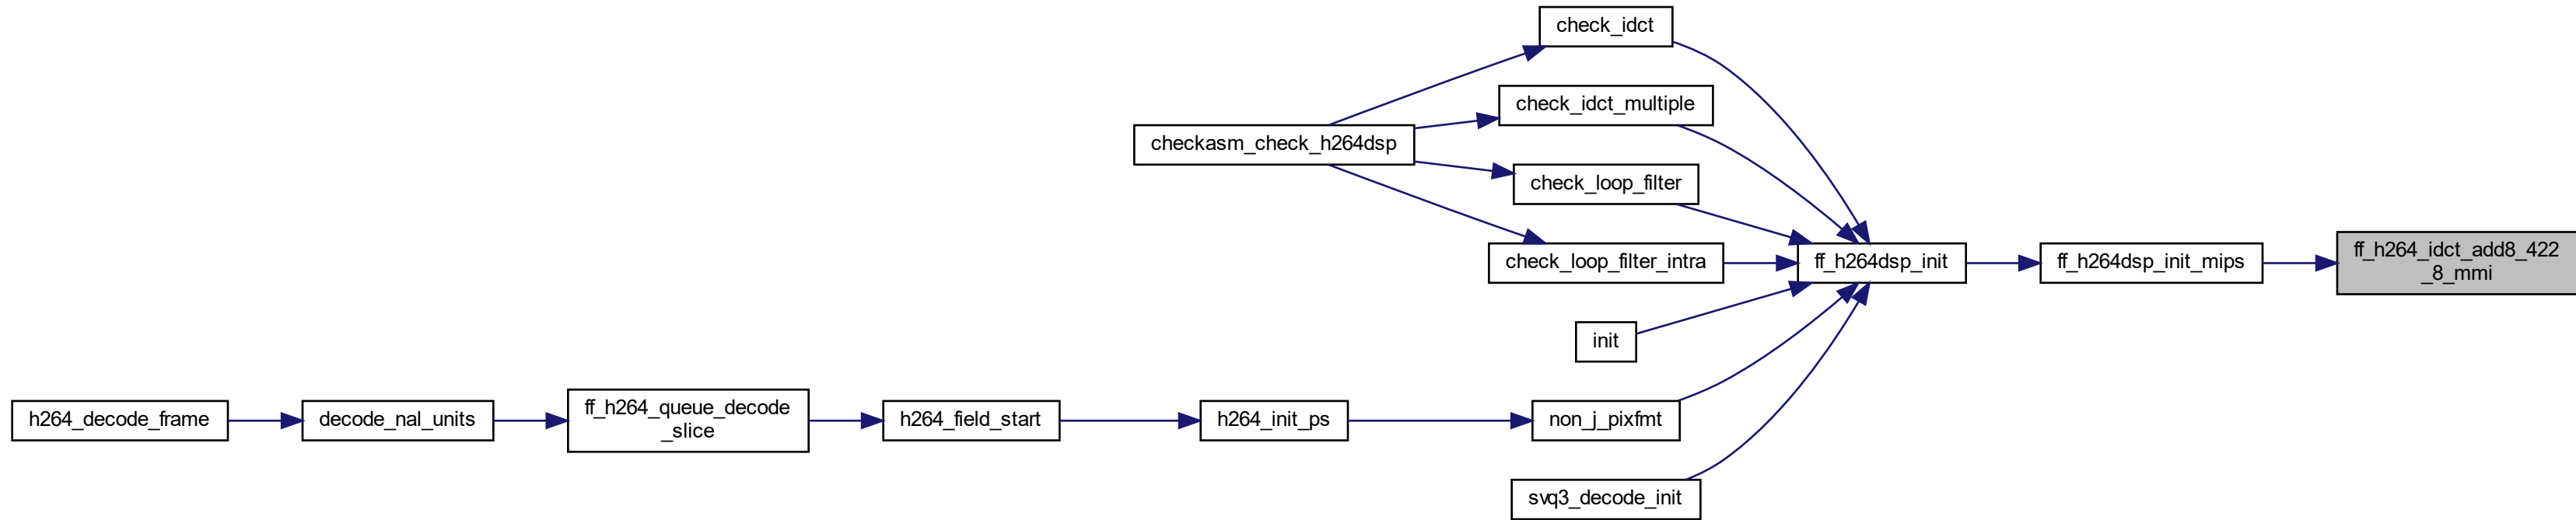 check_idct
check_idct_multiple
checkasm_check_h264dsp
check_loop_filter
check_loop_filter_intra
ff_h264dsp_init
ff_h264dsp_init_mips
ff_h264_idct_add8_422
_8_mmi
init
h264_decode_frame
decode_nal_units
ff_h264_queue_decode
_slice
h264_field_start
h264_init_ps
non_j_pixfmt
svq3_decode_init